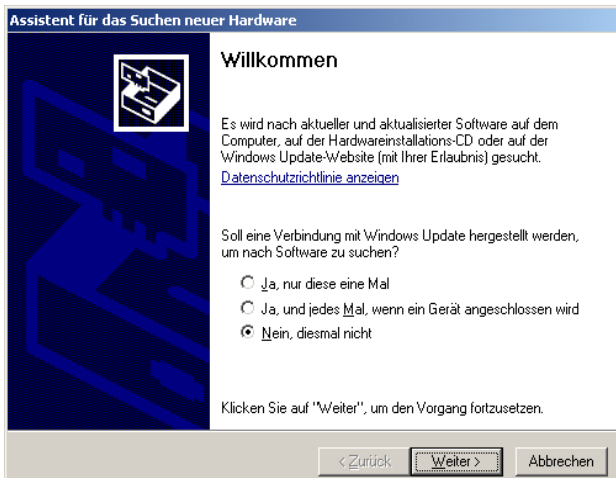 Assistent für das Suchen neuer Hardware
Willkommen
Es wird nach aktueller und aktualisierter Software auf dem
Computer, auf der Hardwareinstallations-CD oder auf der
Windows Update-Website (mit Ihrer Erlaubnis) gesucht.
Datenschutzrichtlinie anzeigen
Soll eine Verbindung mit Windows Update hergestellt werden,
um nach Software zu suchen?
Ja, nur diese eine Mal
Ja, und jedes Mal, wenn ein Gerät angeschlossen wird
Nein, diesmal nicht
Klicken Sie auf "Weiter", um den Vorgang fortzusetzen.
< Zurück Weiter > Abbrechen